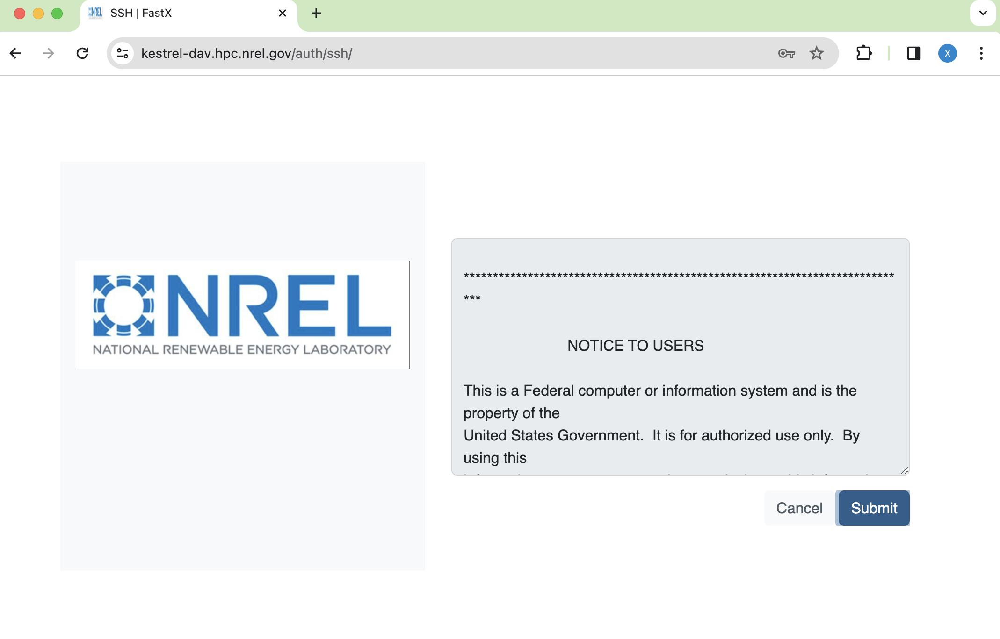 SSH | FastX
kestrel-dav.hpc.nrel.gov/auth/ssh/
X
NREL
NATIONAL RENEWABLE ENERGY LABORATORY
**************************************************************************
***
NOTICE TO USERS
This is a Federal computer or information system and is the
property of the
United States Government.  It is for authorized use only.  By
using this
Cancel
Submit